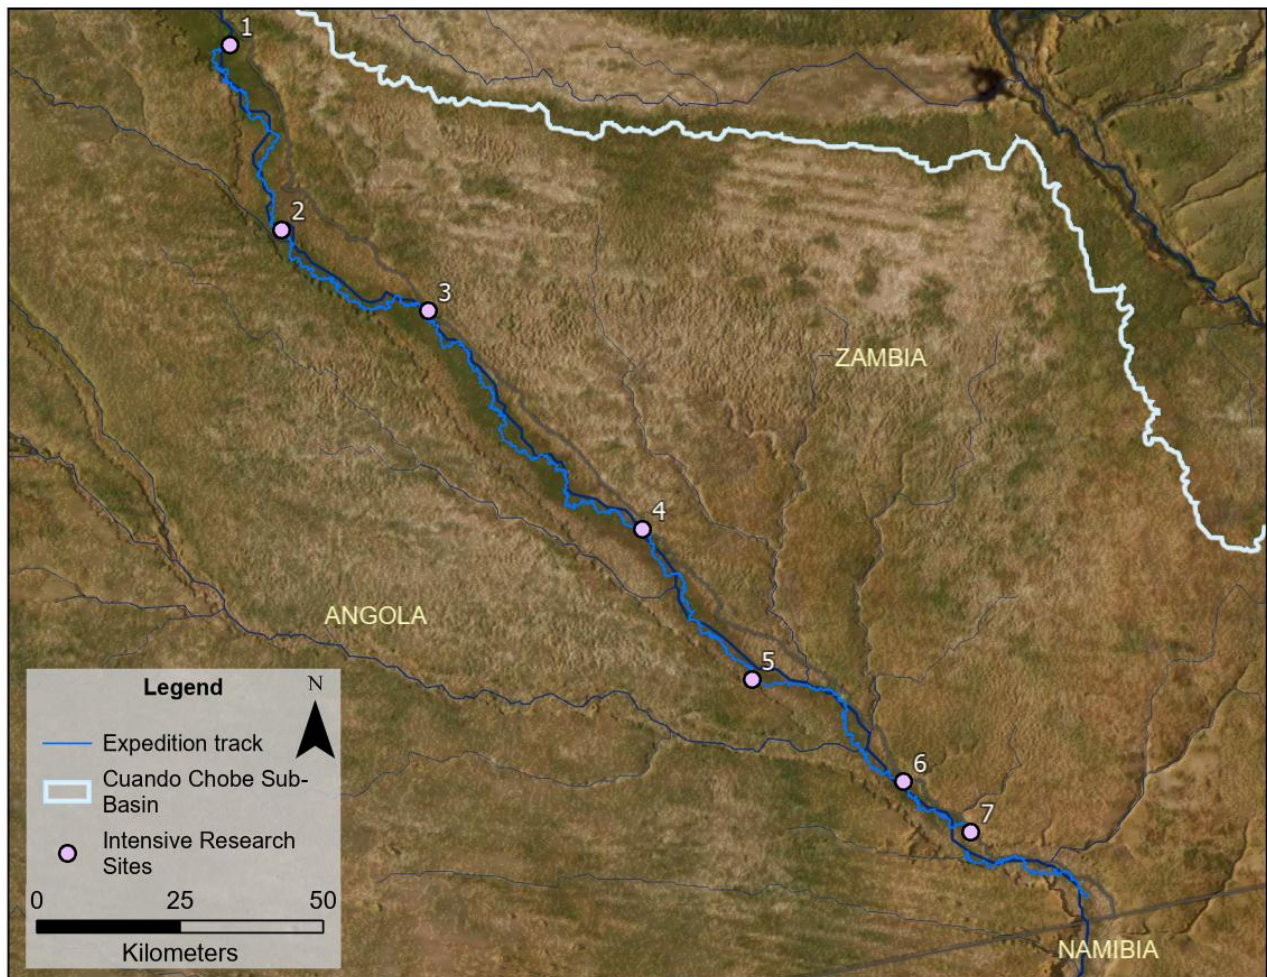 1
2
3
ZAMBIA
4
ANGOLA
5
Legend
N
Expedition track
Cuando Chobe Sub-
Basin
6
Intensive Research
Sites
7
0 25 50
Kilometers
NAMIBIA